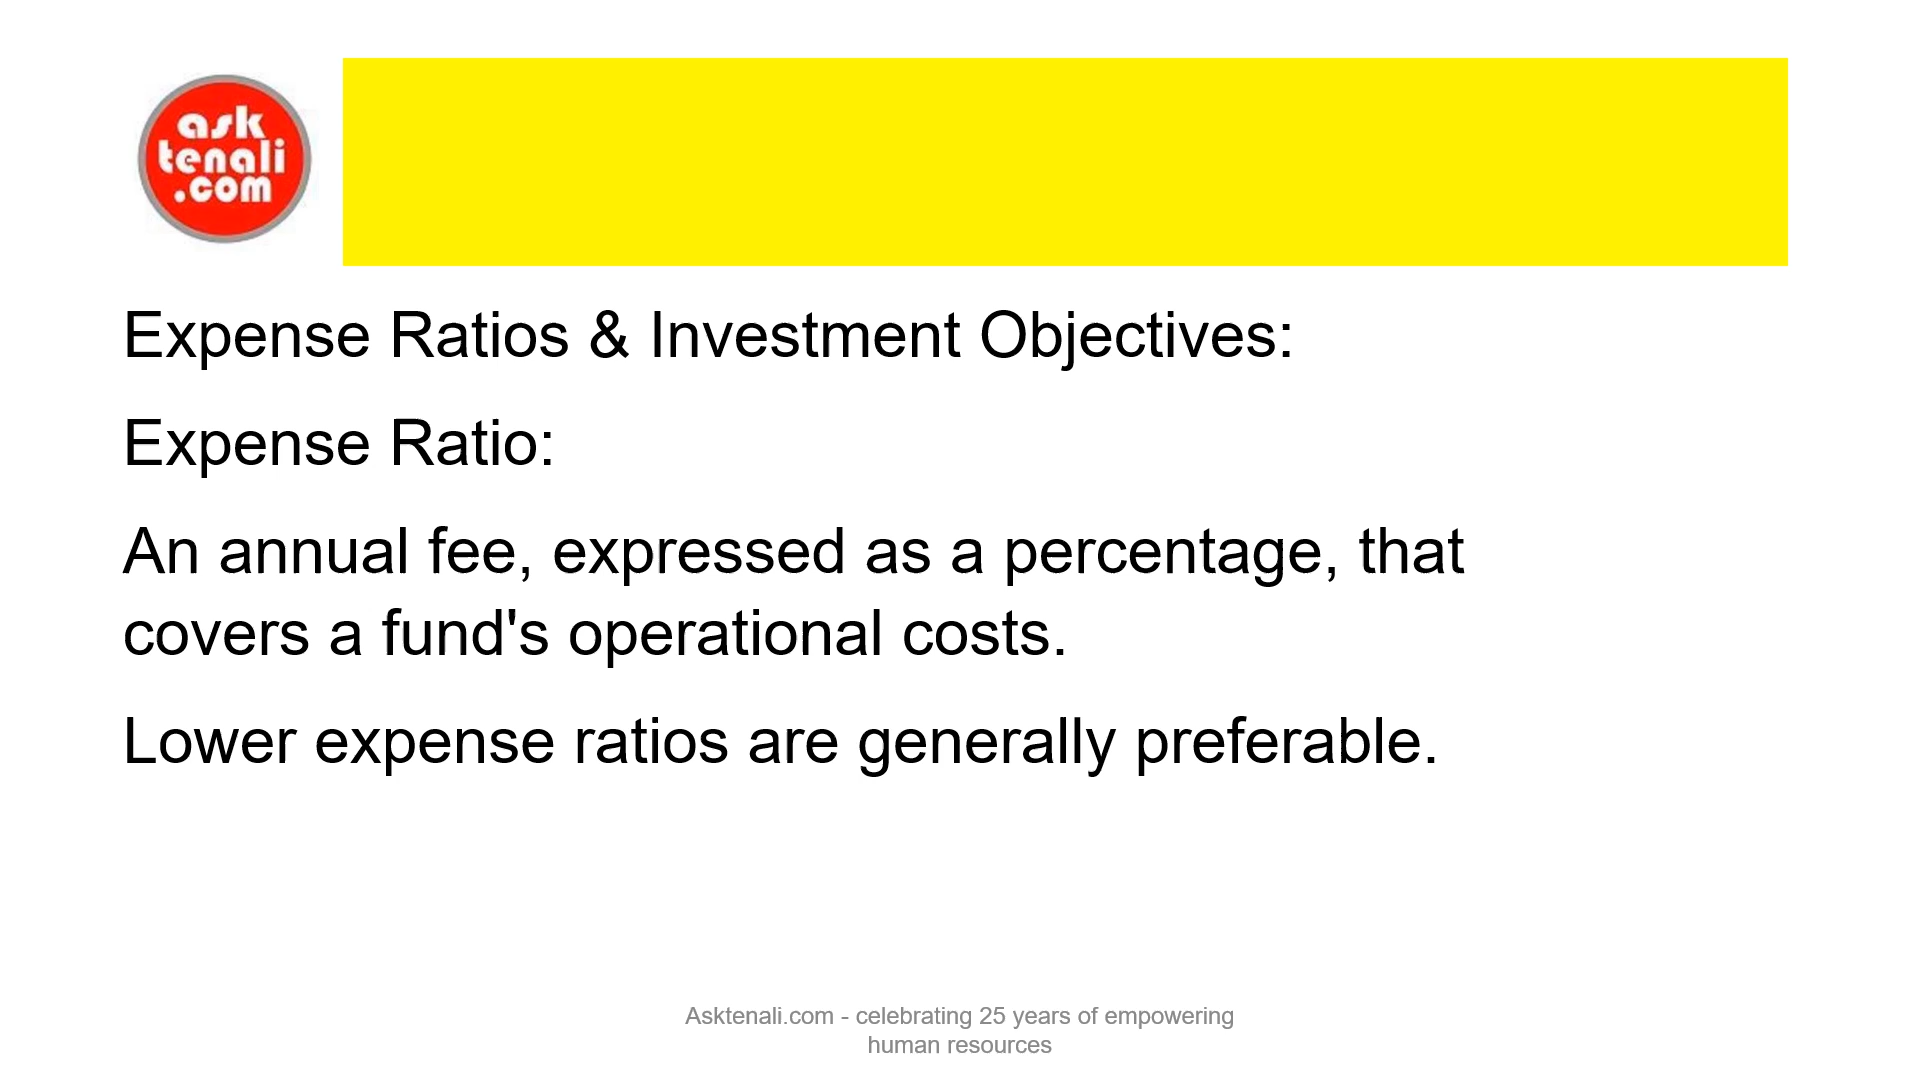 ask
tenali
.com
Expense Ratios & Investment Objectives:
Expense Ratio:
An annual fee, expressed as a percentage, that
covers a fund's operational costs.
Lower expense ratios are generally preferable.
Asktenali.com - celebrating 25 years of empowering
human resources